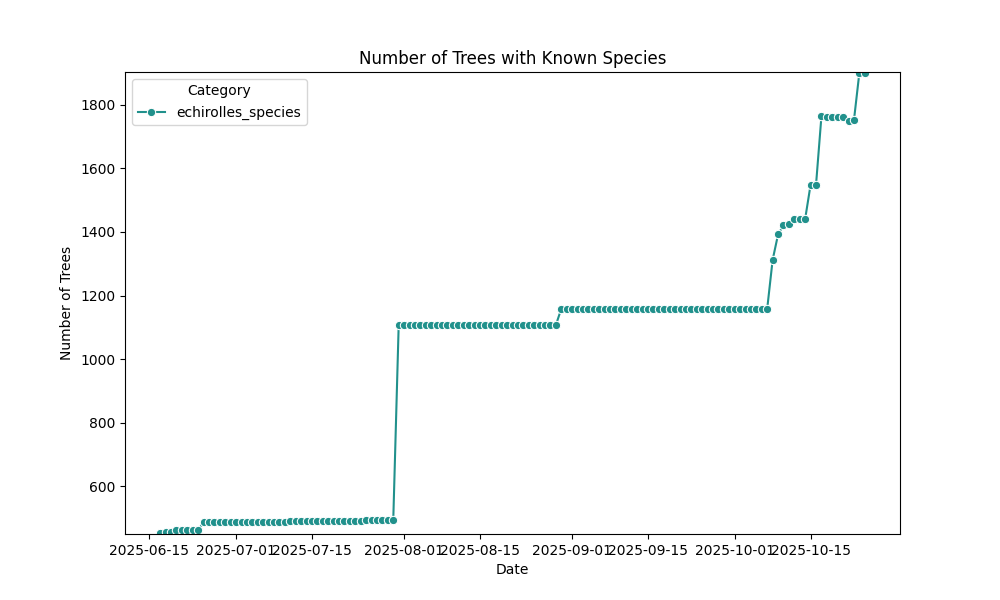 Number of Trees with Known Species
Category
echirolles_species
1800
1600
1400
1200
1000
800
600
Number of Trees
2025-06-15 2025-07-01 2025-07-15 2025-08-01 2025-08-15 2025-09-01 2025-09-15 2025-10-01 2025-10-15
Date